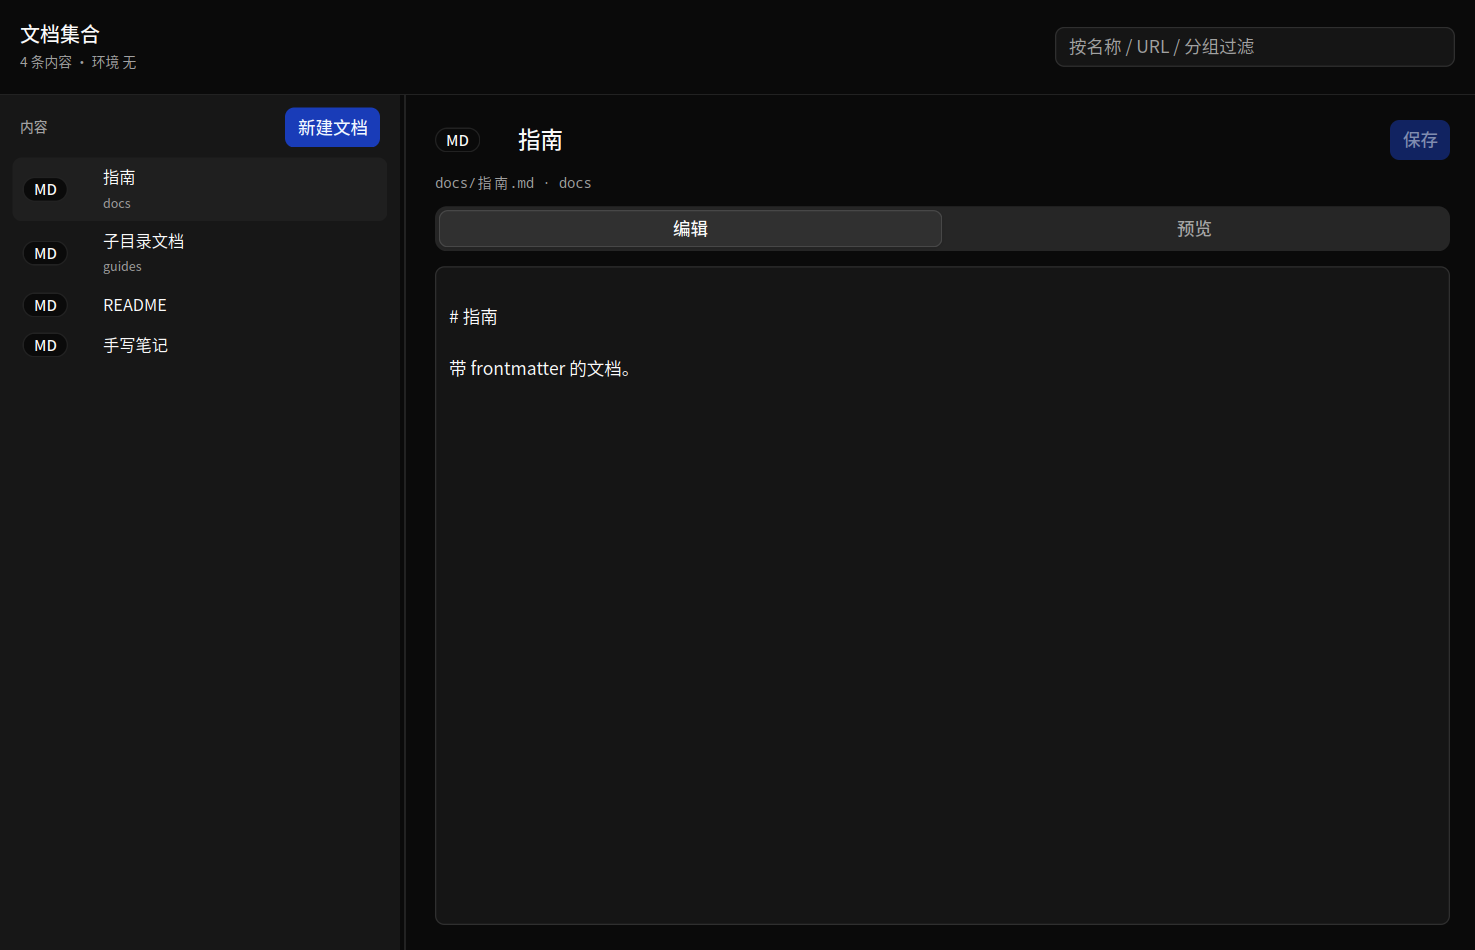 文档集合
4 条内容 · 环境 无
按名称 / URL / 分组过滤
内容
新建文档
MD
指南
docs
MD
子目录文档
guides
MD
README
MD
手写笔记
MD
指南
保存
docs/指南.md · docs
编辑
预览
# 指南
带 frontmatter 的文档。